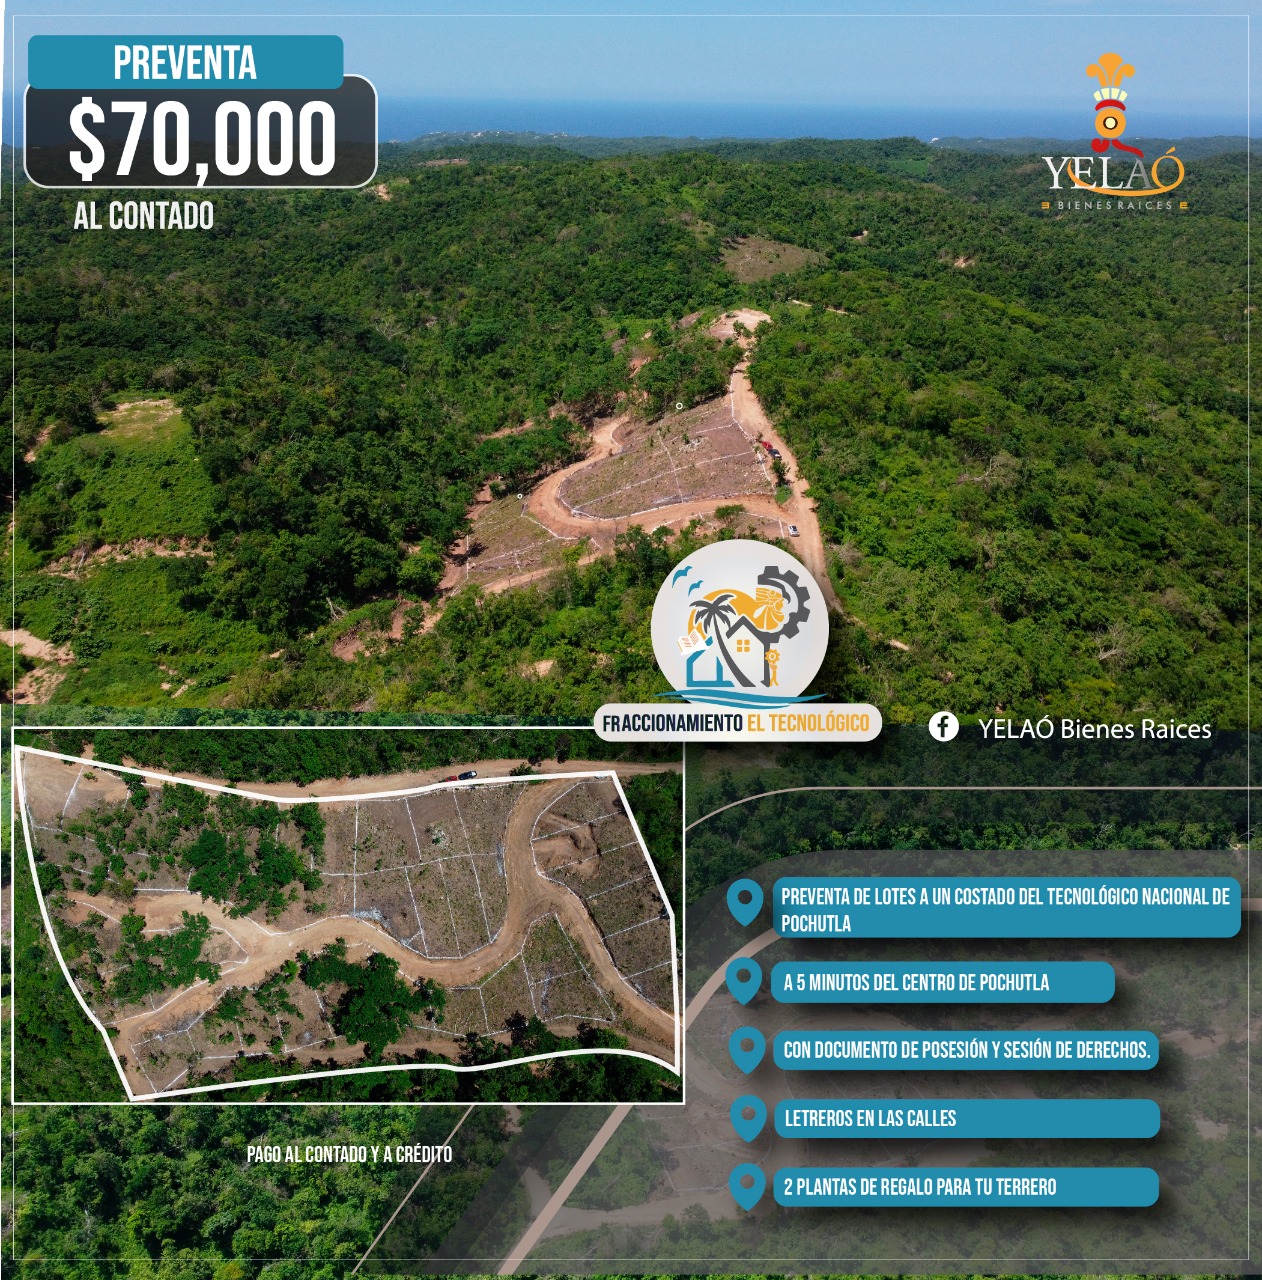 PREVENTA
$70,000
AL CONTADO
YELAÓ
BIENES RAICES
FRACCIONAMIENTO EL TECNOLÓGICO
YELAÓ Bienes Raices
PREVENTA DE LOTES A UN COSTADO DEL TECNOLÓGICO NACIONAL DE
POCHUTLA
A 5 MINUTOS DEL CENTRO DE POCHUTLA
CON DOCUMENTO DE POSESIÓN Y SESIÓN DE DERECHOS.
LETREROS EN LAS CALLES
2 PLANTAS DE REGALO PARA TU TERRERO
PAGO AL CONTADO Y A CRÉDITO